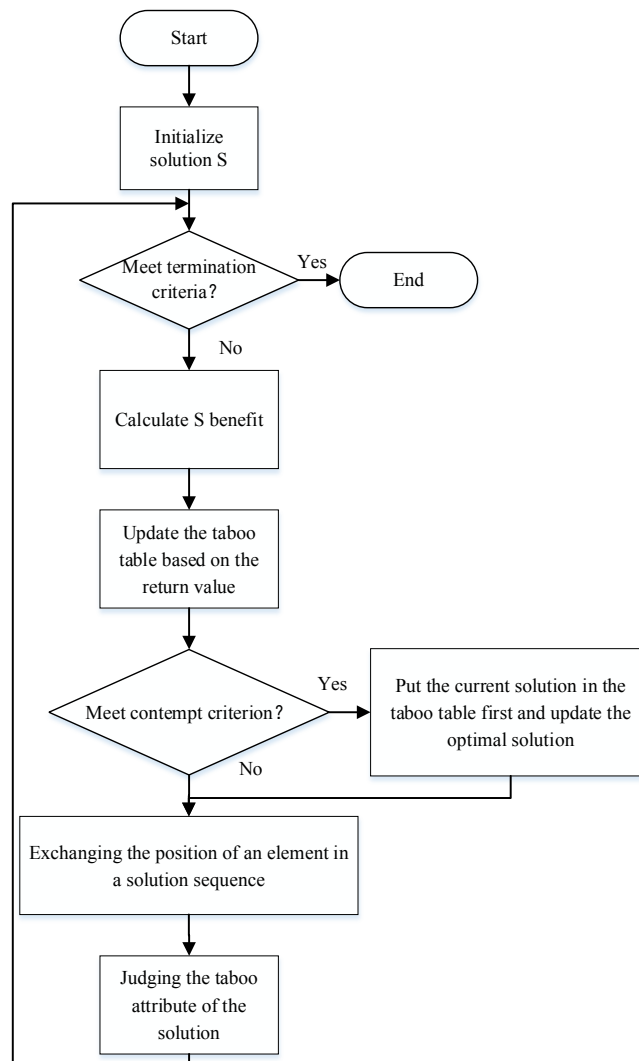 Start
Initialize
solution S
Meet termination
criteria?
Yes
End
No
Calculate S benefit
Update the taboo
table based on the
return value
Meet contempt criterion?
Yes
Put the current solution in the
taboo table first and update the
optimal solution
No
Exchanging the position of an element in
a solution sequence
Judging the taboo
attribute of the
solution